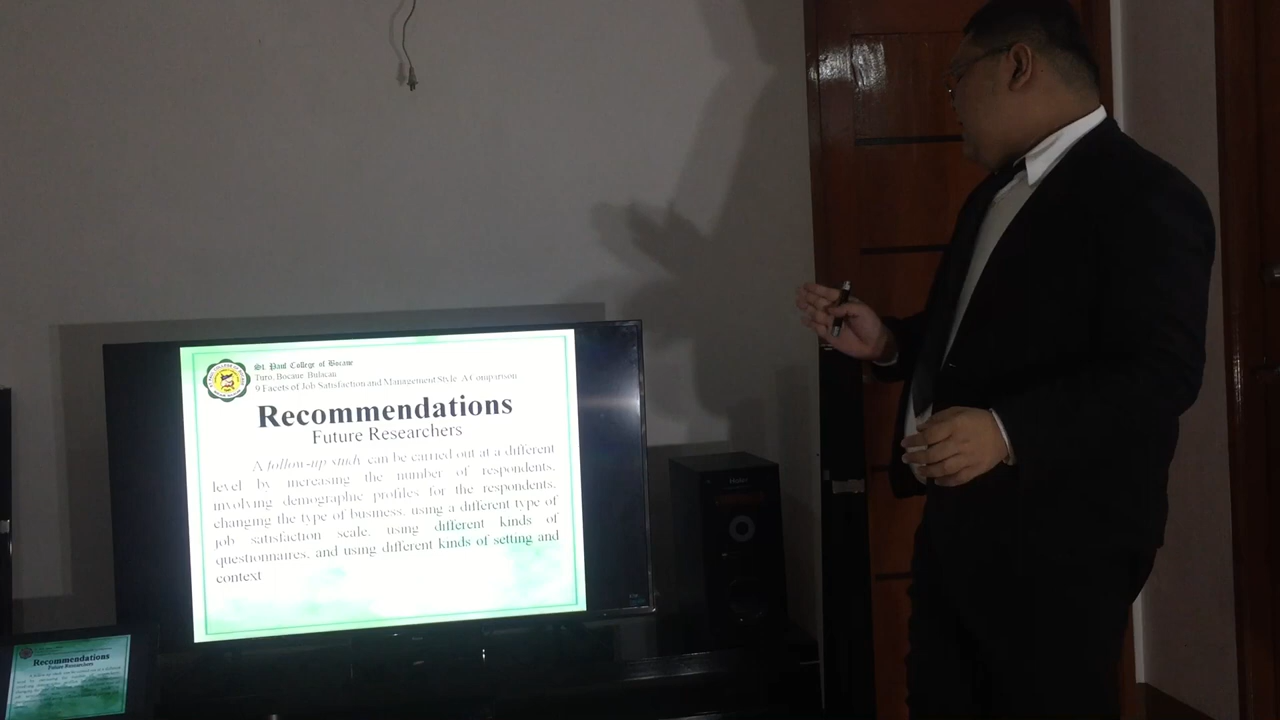 St. Paul College of Bocaue
Turo, Bocaue, Bulacan
9 Facets of Job Satisfaction and Management Style: A Comparison
Recommendations
Future Researchers
A follow-up study can be carried out at a different
level by increasing the number of respondents,
involving demographic profiles for the respondents,
changing the type of business, using a different type of
job satisfaction scale, using different kinds of
questionnaires, and using different kinds of setting and
context
Haier
Recommendations
Future Researchers